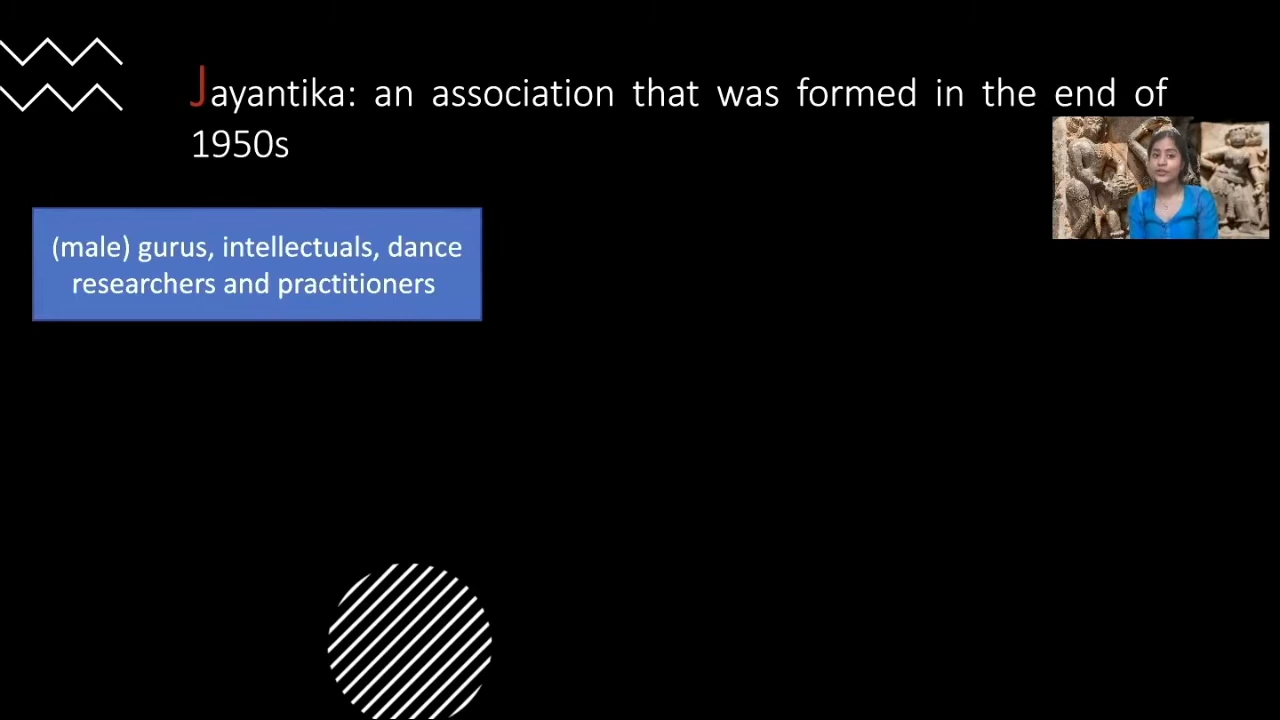 Jayantika: an association that was formed in the end of
1950s
(male) gurus, intellectuals, dance
researchers and practitioners